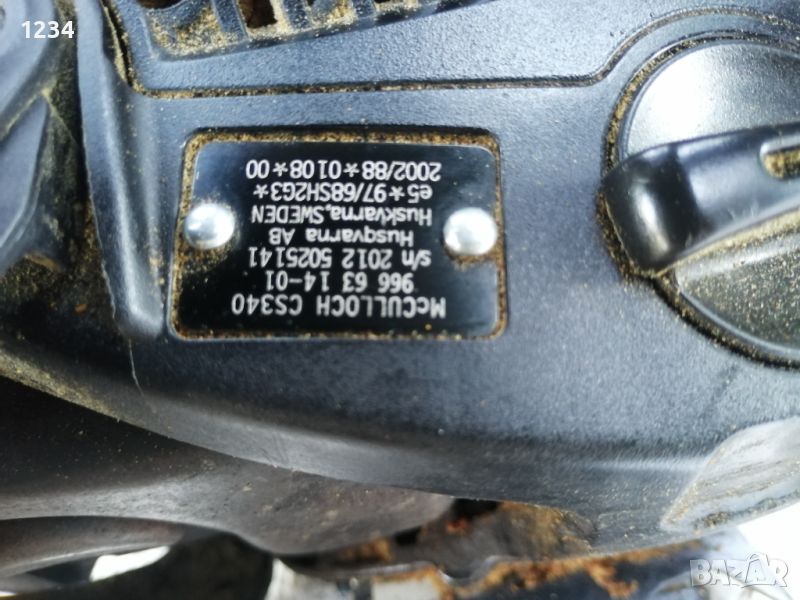 1234
McCULLOCH CS340
966 63 14-01
s/n 2012 5025141
Husqvarna AB
Huskvarna,SWEDEN
e5★97/68SH2G3★
2002/88★0108★00
BAZAR